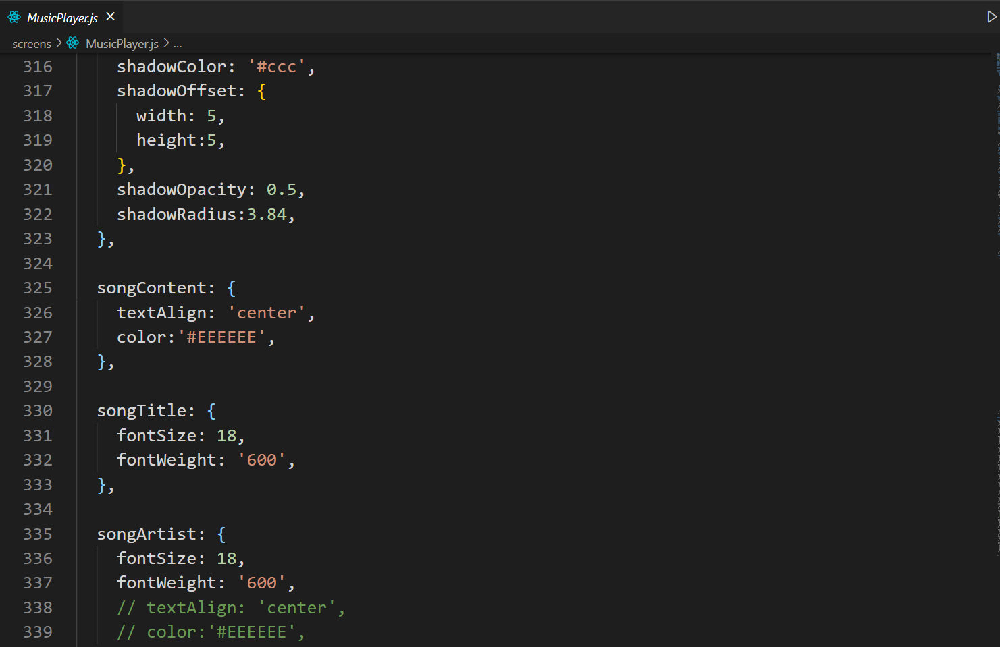 MusicPlayer.js
screens > MusicPlayer.js > ...
316 shadowColor: '#ccc',
317 shadowOffset: {
318 width: 5,
319 height:5,
320 },
321 shadowOpacity: 0.5,
322 shadowRadius:3.84,
323 },
324
325 songContent: {
326 textAlign: 'center',
327 color:'#EEEEEE',
328 },
329
330 songTitle: {
331 fontSize: 18,
332 fontWeight: '600',
333 },
334
335 songArtist: {
336 fontSize: 18,
337 fontWeight: '600',
338 // textAlign: 'center',
339 // color:'#EEEEEE',